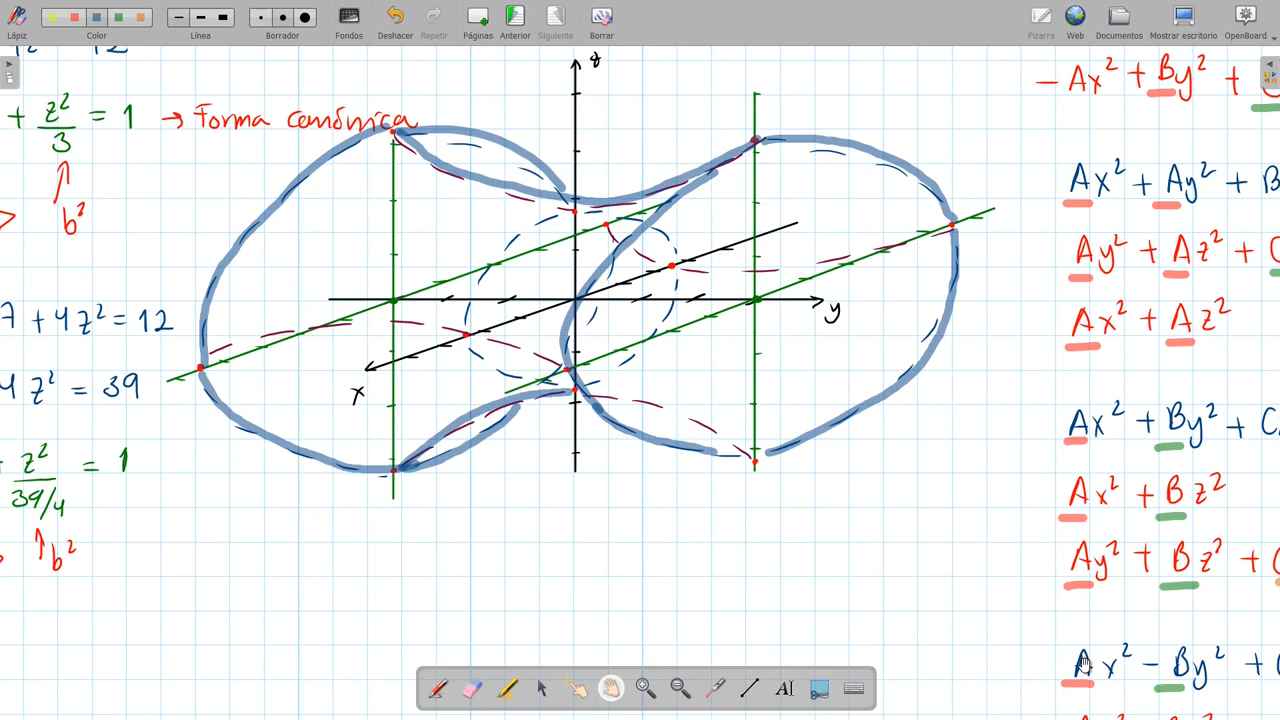 Lápiz
Color
Línea
Borrador
Fondos
Deshacer
Repetir
Páginas
Anterior
Siguiente
Borrar
Pizarra
Web
Documentos
Mostrar escritorio
OpenBoard
+ z²/3 = 1 → Forma canónica
b²
7 + 4z² = 12
4z² = 39
+ z²/39/4 = 1
b²
z
y
x
- Ax² + By² +
Ax² + Ay² + B
Ay² + Az² +
Ax² + Az²
Ax² + By² + C
Ax² + Bz²
Ay² + Bz² +
Ax² - By² +
AI